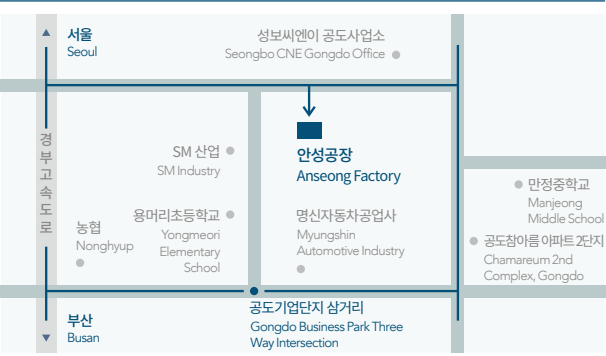 서울
Seoul
성보씨엔이 공도사업소
Seongbo CNE Gongdo Office
경부고속도로
SM 산업
SM Industry
안성공장
Anseong Factory
만정중학교
Manjeong
Middle School
농협
Nonghyup
용머리초등학교
Yongmeori
Elementary
School
명신자동차공업사
Myungshin
Automotive Industry
공도참아름 아파트 2단지
Chamareum 2nd
Complex, Gongdo
부산
Busan
공도기업단지 삼거리
Gongdo Business Park Three
Way Intersection